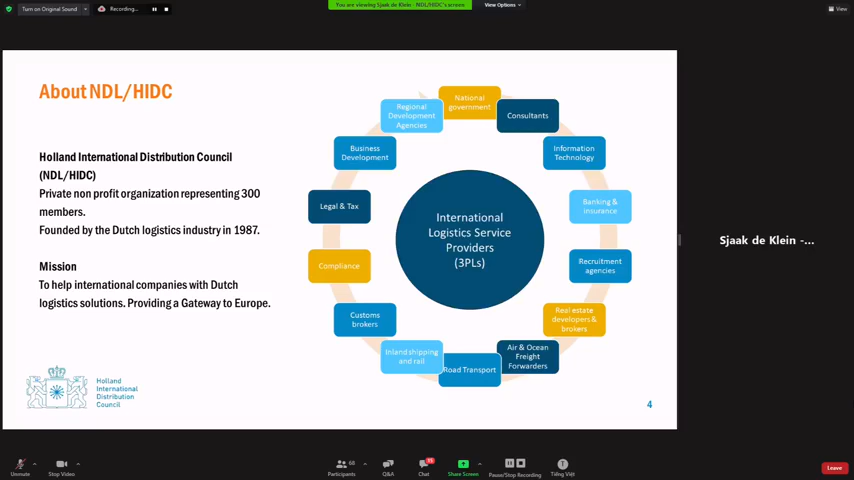 Turn on Original Sound
Recording...
You are viewing Sjaak de Klein - NDL/HIDC's screen
View Options
View
About NDL/HIDC
Holland International Distribution Council
(NDL/HIDC)
Private non profit organization representing 300
members.
Founded by the Dutch logistics industry in 1987.
Mission
To help international companies with Dutch
logistics solutions. Providing a Gateway to Europe.
Holland
International
Distribution
Council
National
government
Consultants
Information
Technology
Banking &
insurance
Recruitment
agencies
Real estate
developers &
brokers
Air & Ocean
Freight
Forwarders
Road Transport
Inland shipping
and rail
Customs
brokers
Compliance
Legal & Tax
Business
Development
Regional
Development
Agencies
International
Logistics Service
Providers
(3PLs)
4
Sjaak de Klein -...
Unmute
Stop Video
68
Participants
Q&A
Chat
Share Screen
Pause/Stop Recording
Tiếng Việt
Leave